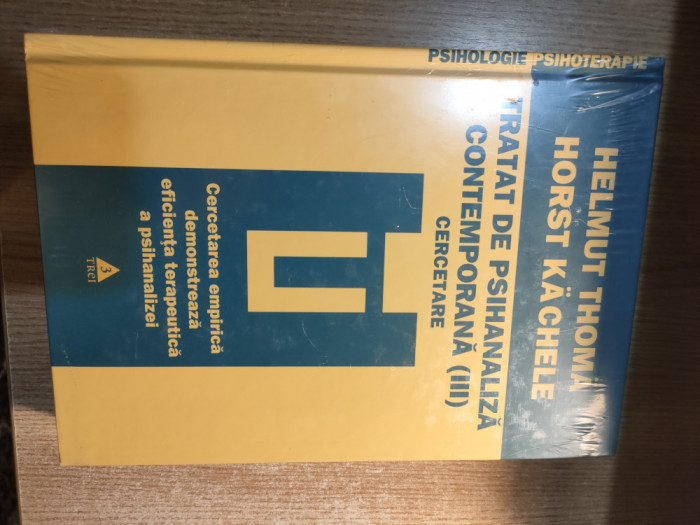 PSIHOLOGIE PSIHOTERAPIE
HELMUT THOMÄ
HORST KÄCHELE
TRATAT DE PSIHANALIZĂ
CONTEMPORANĂ (III)
CERCETARE
Cercetarea empirică
demonstrează
eficiența terapeutică
a psihanalizei
3
TREI